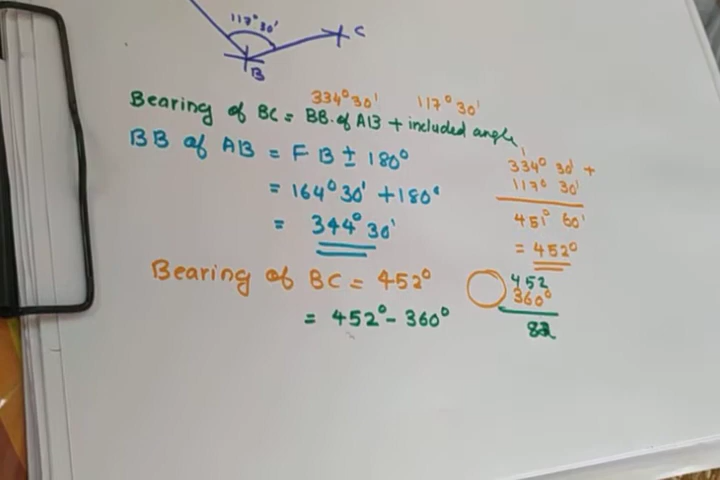 117° 30'
C
B
334° 30' 117° 30'
Bearing of BC = BB of AB + included angle
BB of AB = FB ± 180°
= 164° 30' + 180°
= 344° 30'
Bearing of BC = 452°
= 452° - 360°
1
334° 30' +
117° 30'
451° 60'
= 452°
452
360°
82